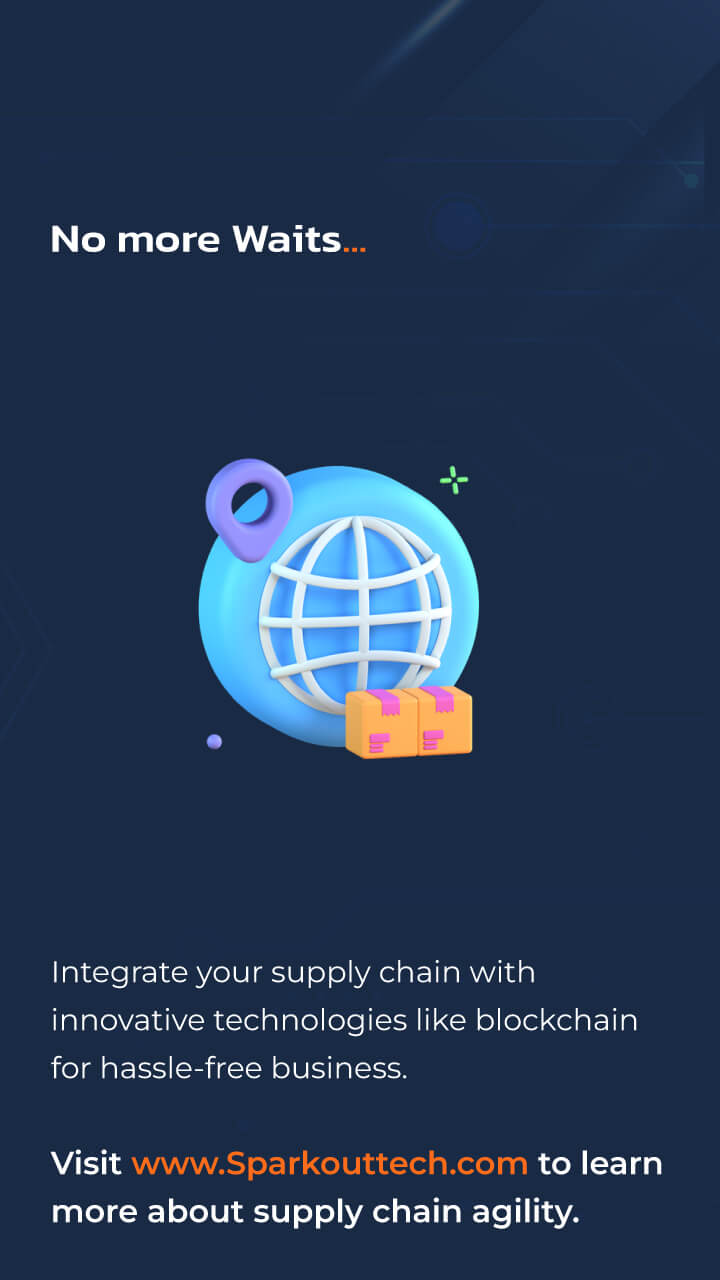 No more Waits...
Integrate your supply chain with
innovative technologies like blockchain
for hassle-free business.
Visit www.Sparkouttech.com to learn
more about supply chain agility.